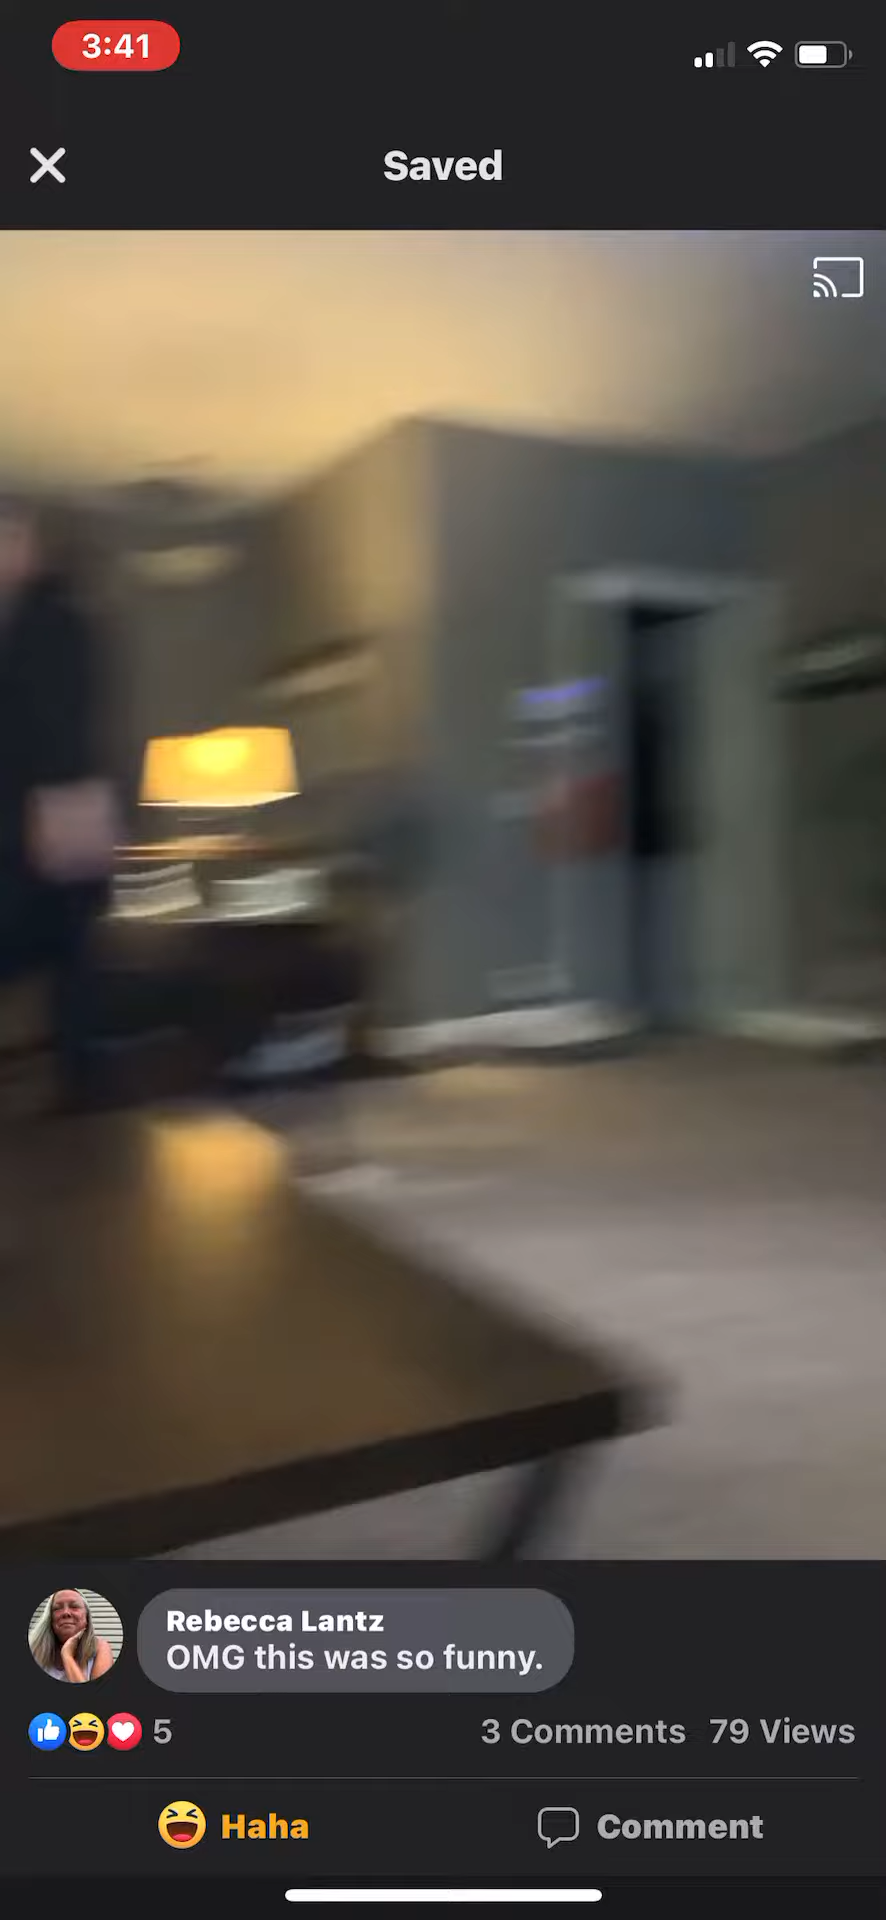 3:41
Saved
Rebecca Lantz
OMG this was so funny.
5
3 Comments 79 Views
Haha
Comment